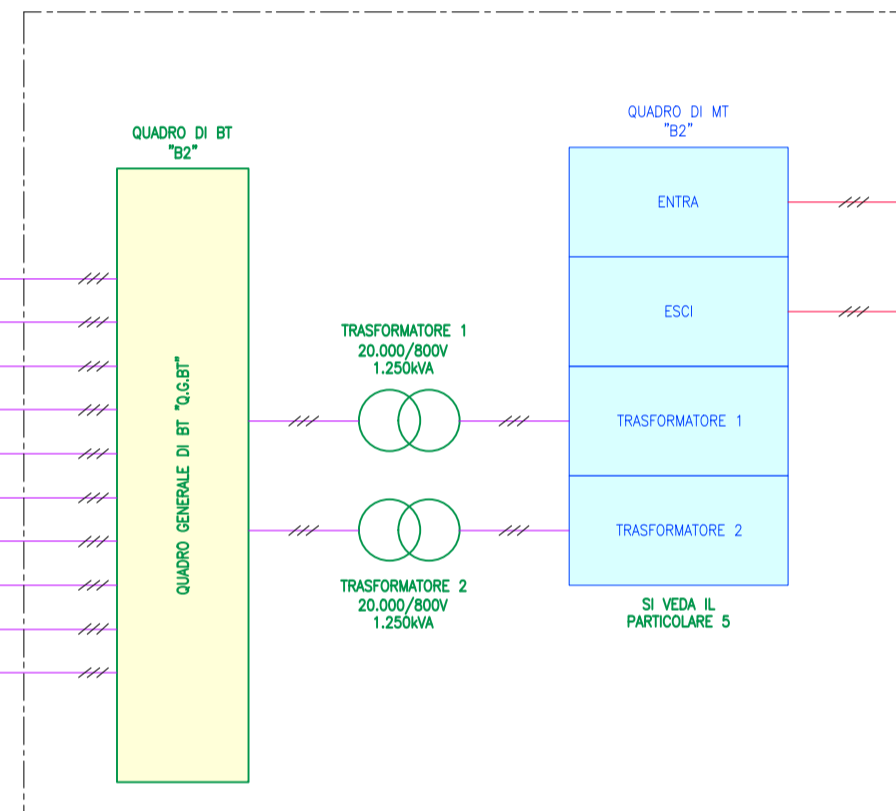 QUADRO DI BT
"B2"
QUADRO GENERALE DI BT "Q.G.BT"
TRASFORMATORE 1
20.000/800V
1.250kVA
TRASFORMATORE 2
20.000/800V
1.250kVA
QUADRO DI MT
"B2"
ENTRA
ESCI
TRASFORMATORE 1
TRASFORMATORE 2
SI VEDA IL
PARTICOLARE 5